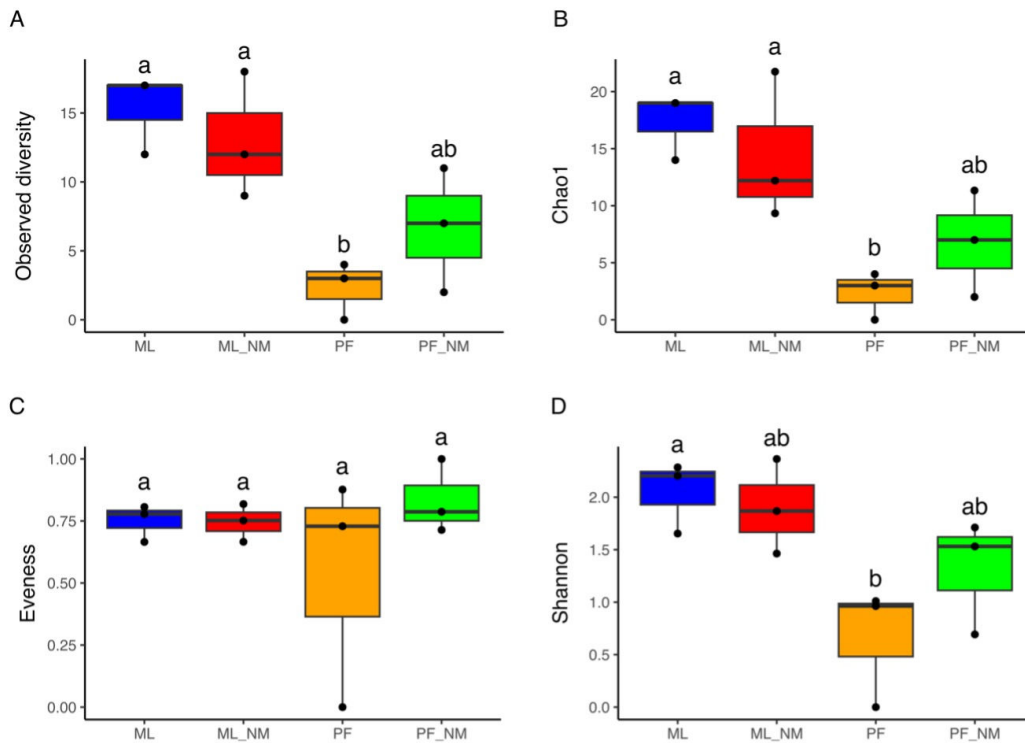 A
a
a
ab
b
Observed diversity
15
10
5
0
ML
ML_NM
PF
PF_NM
B
a
a
ab
b
Chao1
20
15
10
5
0
ML
ML_NM
PF
PF_NM
C
a
a
a
a
Eveness
1.00
0.75
0.50
0.25
0.00
ML
ML_NM
PF
PF_NM
D
a
ab
ab
b
Shannon
2.0
1.5
1.0
0.5
0.0
ML
ML_NM
PF
PF_NM